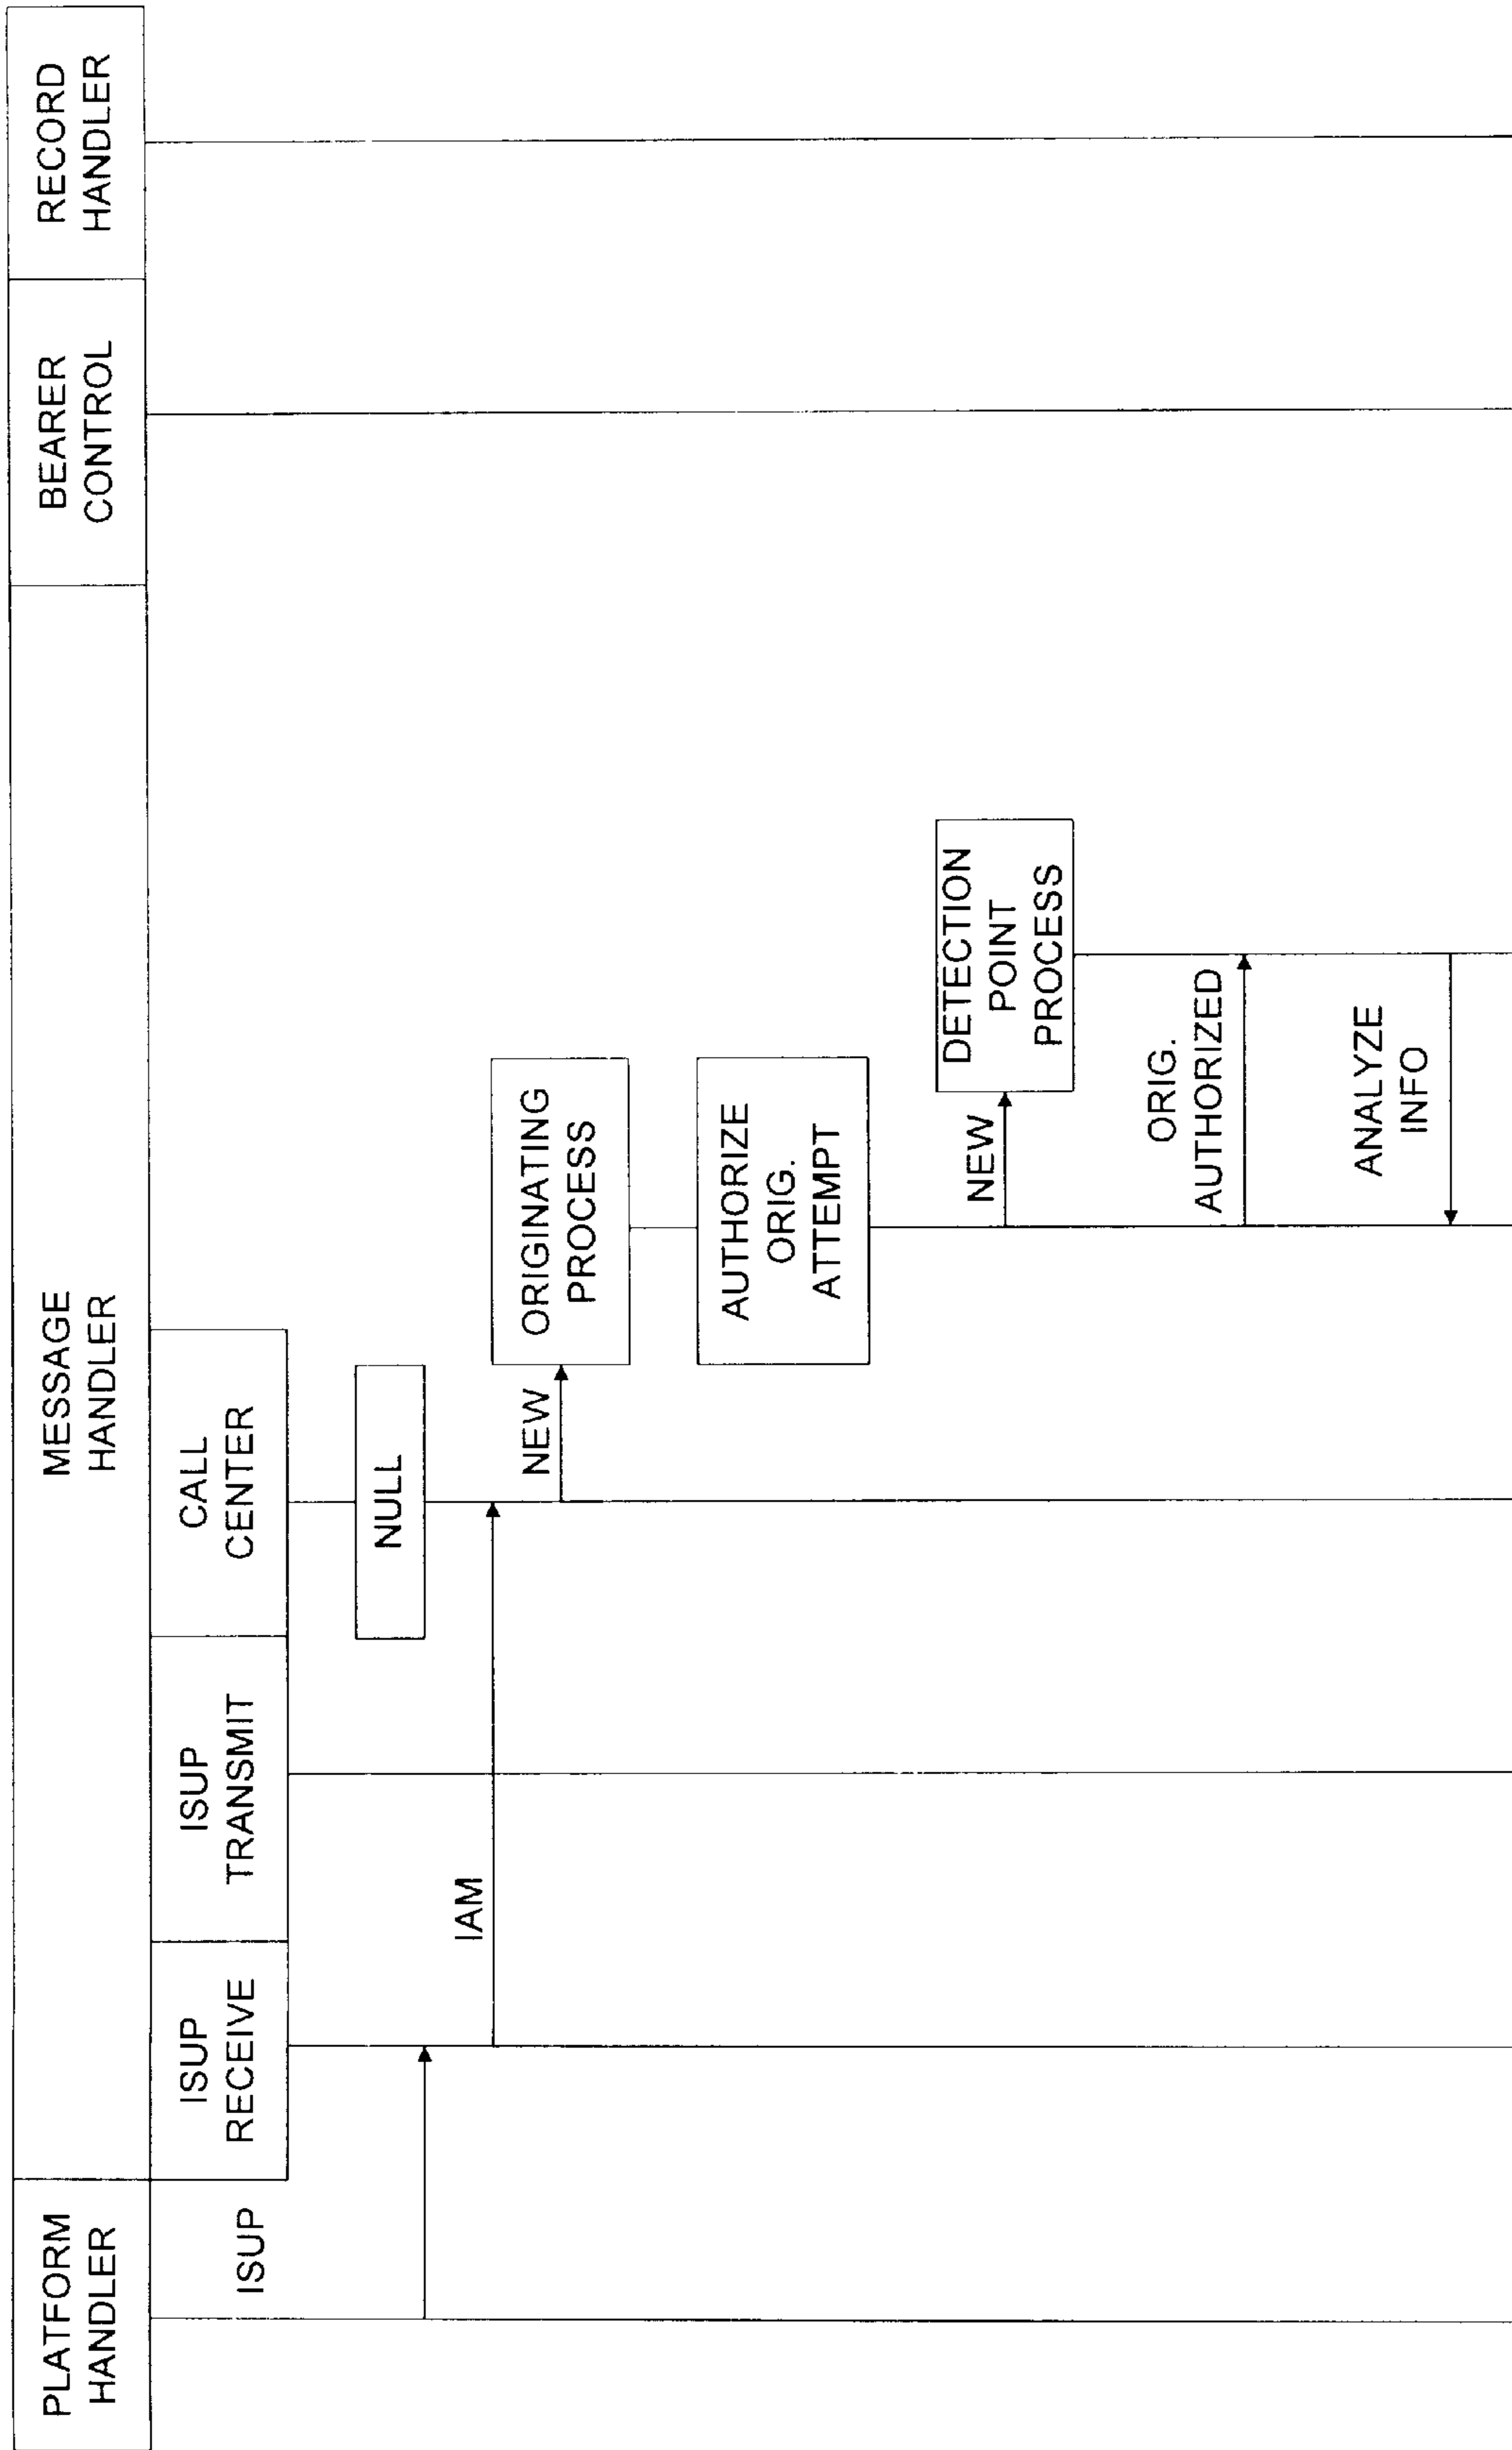 PLATFORM
HANDLER
MESSAGE
HANDLER
BEARER
CONTROL
RECORD
HANDLER
ISUP
ISUP
RECEIVE
ISUP
TRANSMIT
CALL
CENTER
NULL
IAM
NEW
ORIGINATING
PROCESS
AUTHORIZE
ORIG.
ATTEMPT
NEW
DETECTION
POINT
PROCESS
ORIG.
AUTHORIZED
ANALYZE
INFO